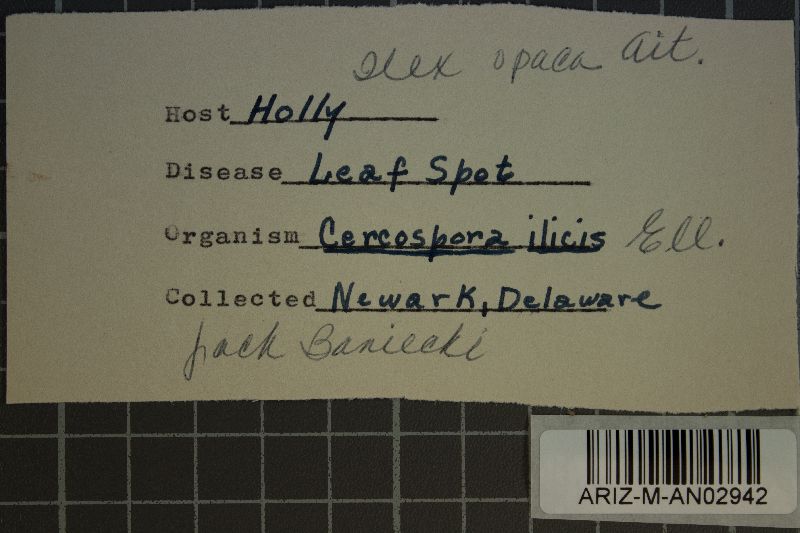 Ilex opaca Ait.
Host Holly
Disease Leaf Spot
Organism Cercospora ilicis Ell.
Collected Newark, Delaware
Jack Baniecki
ARIZ-M-AN02942